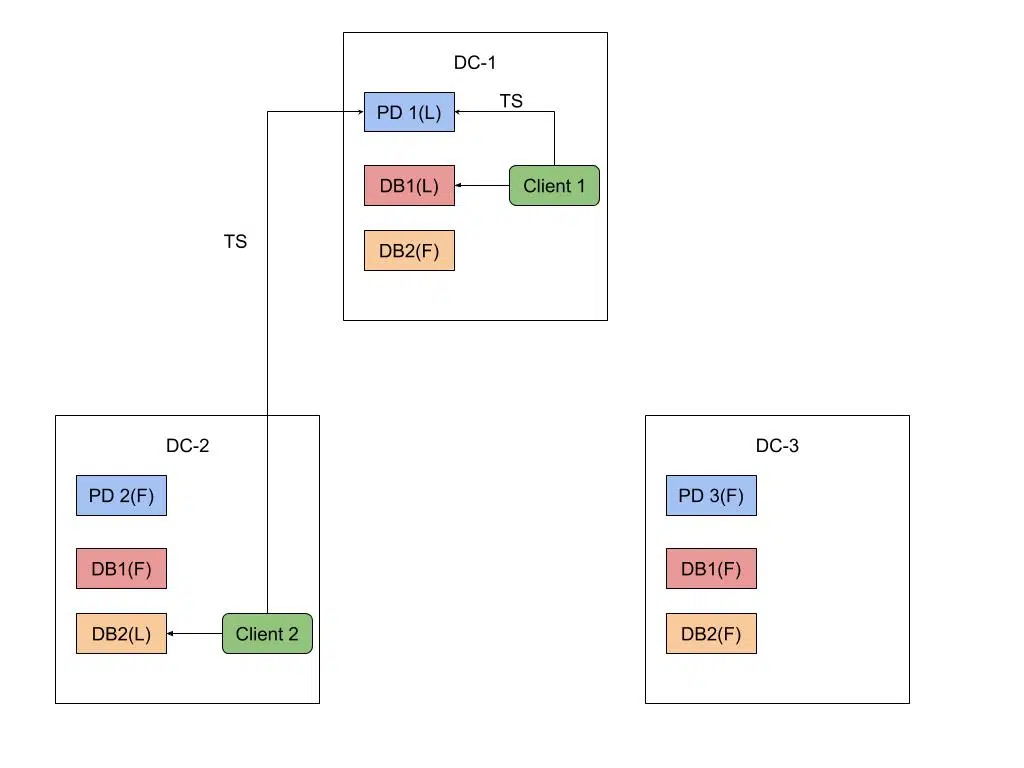 DC-1
TS
PD 1(L)
DB1(L)
Client 1
DB2(F)
TS
DC-2
PD 2(F)
DB1(F)
DB2(L)
Client 2
DC-3
PD 3(F)
DB1(F)
DB2(F)